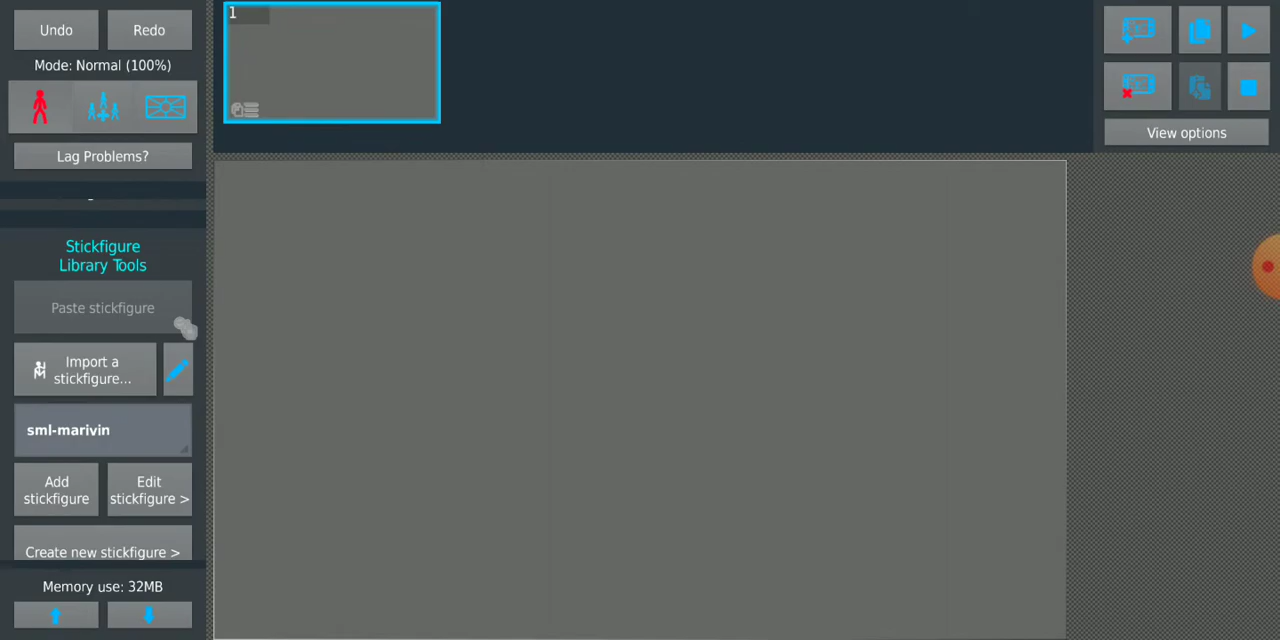 Undo
Redo
Mode: Normal (100%)
Lag Problems?
1
View options
Stickfigure
Library Tools
Paste stickfigure
Import a
stickfigure...
sml-marivin
Add
stickfigure
Edit
stickfigure >
Create new stickfigure >
Memory use: 32MB